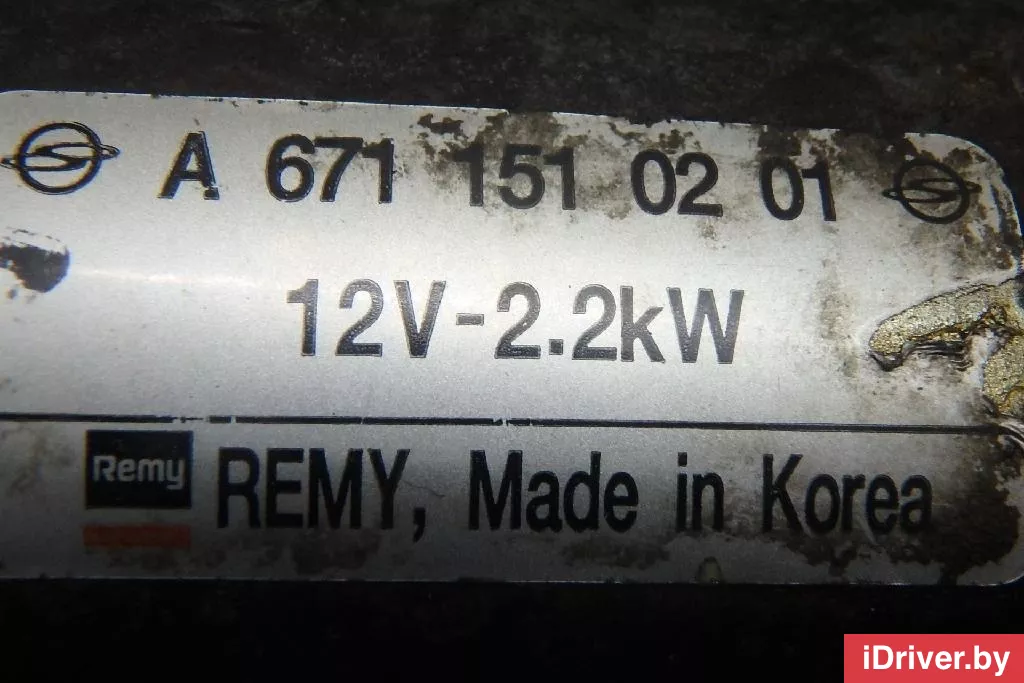 A 671 151 02 01
12V-2.2kW
Remy REMY, Made in Korea
iDriver.by